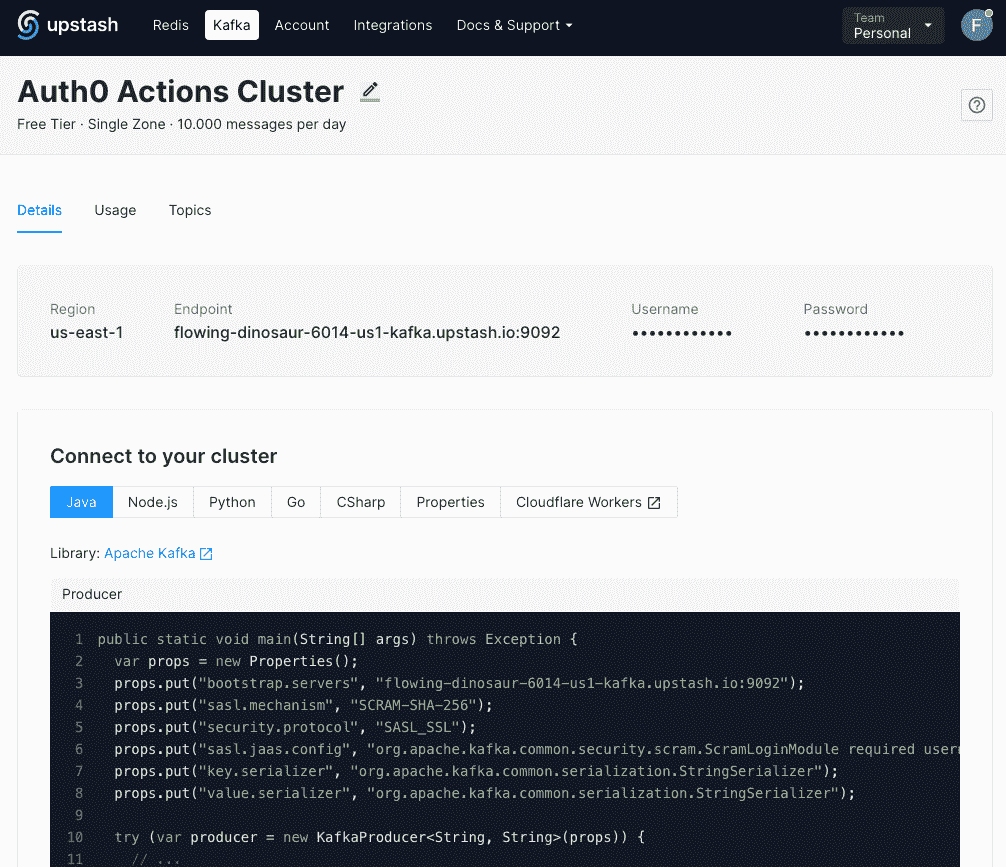 upstash Redis Kafka Account Integrations Docs & Support Team Personal F
Auth0 Actions Cluster
Free Tier · Single Zone · 10.000 messages per day
Details Usage Topics
Region Endpoint Username Password
us-east-1 flowing-dinosaur-6014-us1-kafka.upstash.io:9092 •••••••••••• ••••••••••••
Connect to your cluster
Java Node.js Python Go CSharp Properties Cloudflare Workers
Library: Apache Kafka
Producer
1 public static void main(String[] args) throws Exception {
2 var props = new Properties();
3 props.put("bootstrap.servers", "flowing-dinosaur-6014-us1-kafka.upstash.io:9092");
4 props.put("sasl.mechanism", "SCRAM-SHA-256");
5 props.put("security.protocol", "SASL_SSL");
6 props.put("sasl.jaas.config", "org.apache.kafka.common.security.scram.ScramLoginModule required user
7 props.put("key.serializer", "org.apache.kafka.common.serialization.StringSerializer");
8 props.put("value.serializer", "org.apache.kafka.common.serialization.StringSerializer");
9
10 try (var producer = new KafkaProducer<String, String>(props)) {
11 // ...